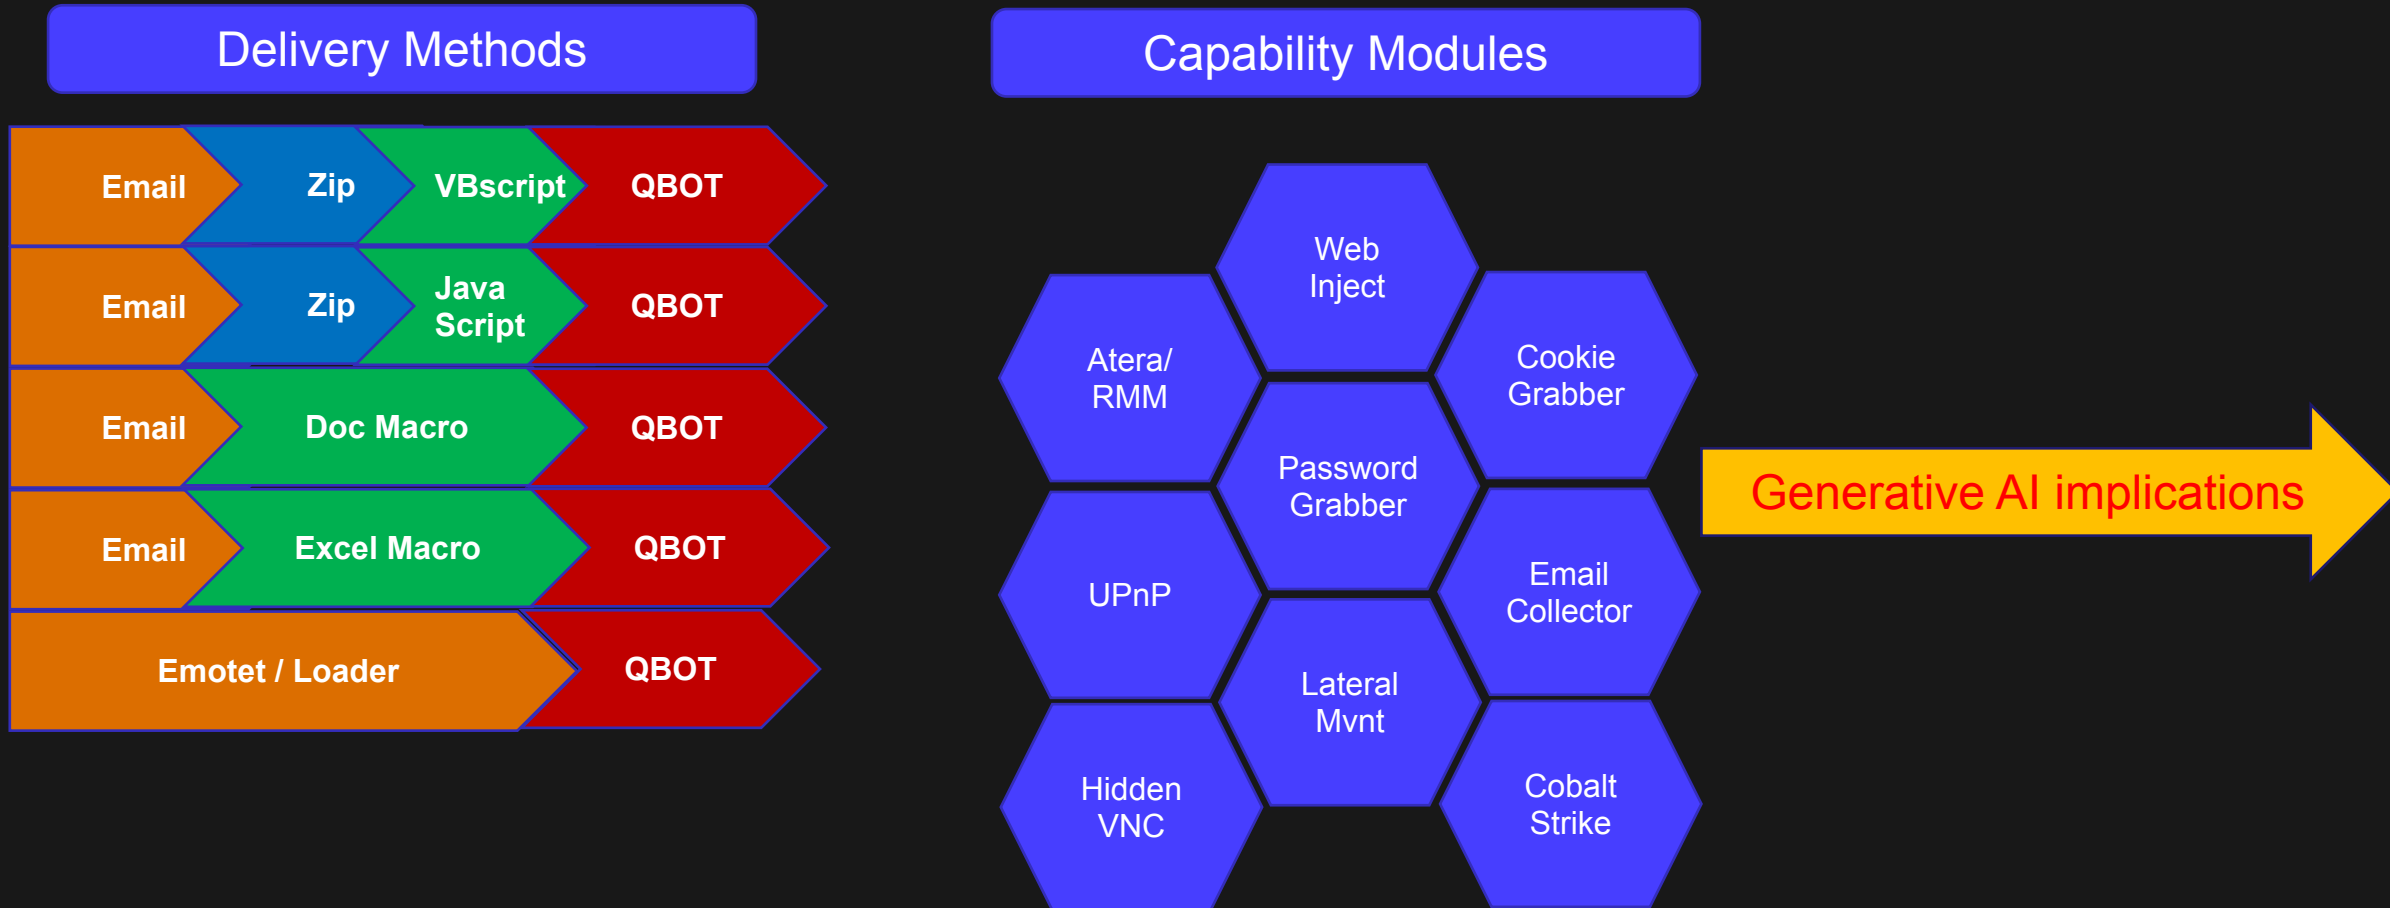 Delivery Methods
Email
Zip
VBscript
QBOT
Email
Zip
Java
Script
QBOT
Email
Doc Macro
QBOT
Email
Excel Macro
QBOT
Emotet / Loader
QBOT
Capability Modules
Web
Inject
Atera/
RMM
Cookie
Grabber
Password
Grabber
UPnP
Email
Collector
Lateral
Mvnt
Hidden
VNC
Cobalt
Strike
Generative AI implications